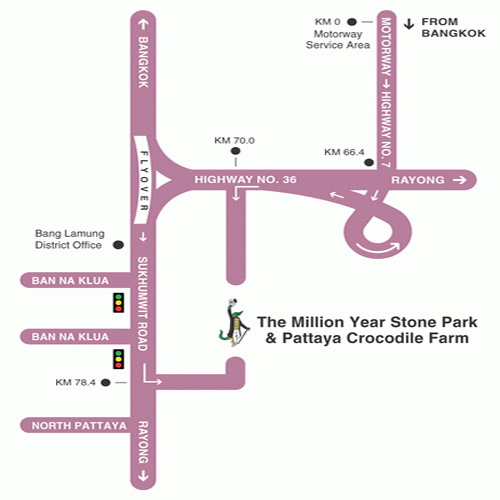 KM 0
Motorway
Service Area
FROM
BANGKOK
BANGKOK
MOTORWAY
HIGHWAY NO. 7
KM 70.0
KM 66.4
FLYOVER
HIGHWAY NO. 36
RAYONG
Bang Lamung
District Office
BAN NA KLUA
SUKHUMWIT ROAD
The Million Year Stone Park
& Pattaya Crocodile Farm
BAN NA KLUA
KM 78.4
NORTH PATTAYA
RAYONG